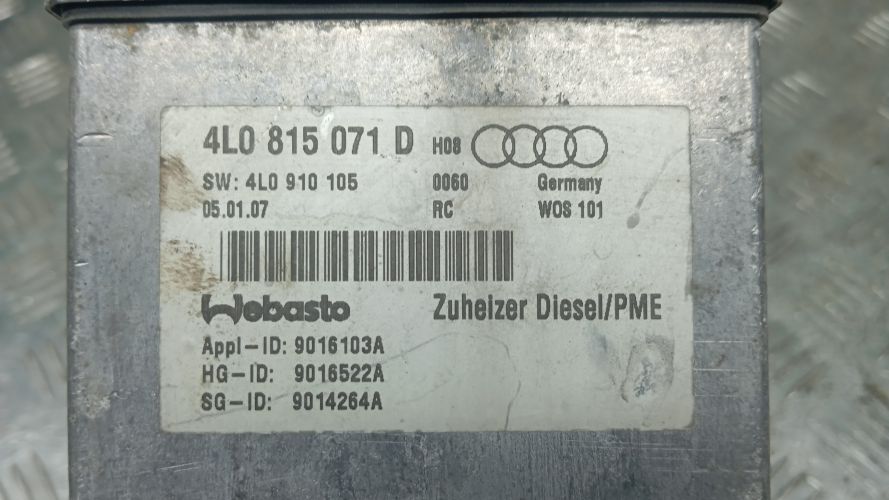 4L0 815 071 D H08
SW: 4L0 910 105 0060 Germany
05.01.07 RC WOS 101
Webasto Zuheizer Diesel/PME
Appl-ID: 9016103A
HG-ID: 9016522A
SG-ID: 9014264A